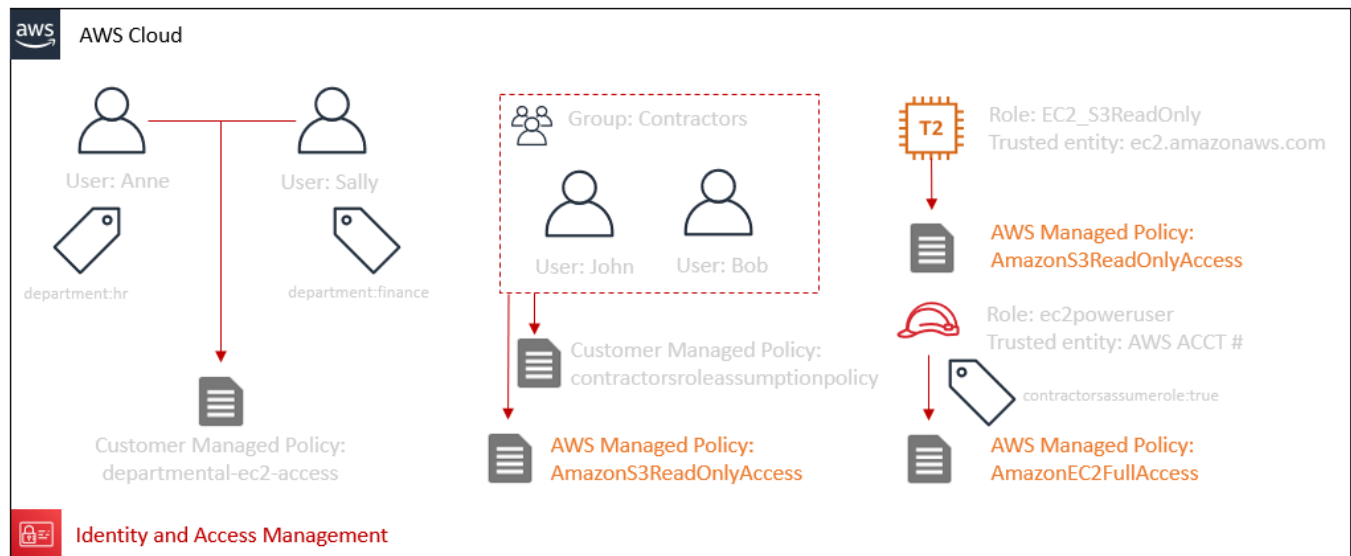 aws
AWS Cloud
User: Anne
User: Sally
department:hr
department:finance
Customer Managed Policy:
departmental-ec2-access
Group: Contractors
User: John
User: Bob
Customer Managed Policy:
contractorsroleassumptionpolicy
AWS Managed Policy:
AmazonS3ReadOnlyAccess
T2
Role: EC2_S3ReadOnly
Trusted entity: ec2.amazonaws.com
AWS Managed Policy:
AmazonS3ReadOnlyAccess
Role: ec2poweruser
Trusted entity: AWS ACCT #
contractorsassumerole:true
AWS Managed Policy:
AmazonEC2FullAccess
Identity and Access Management